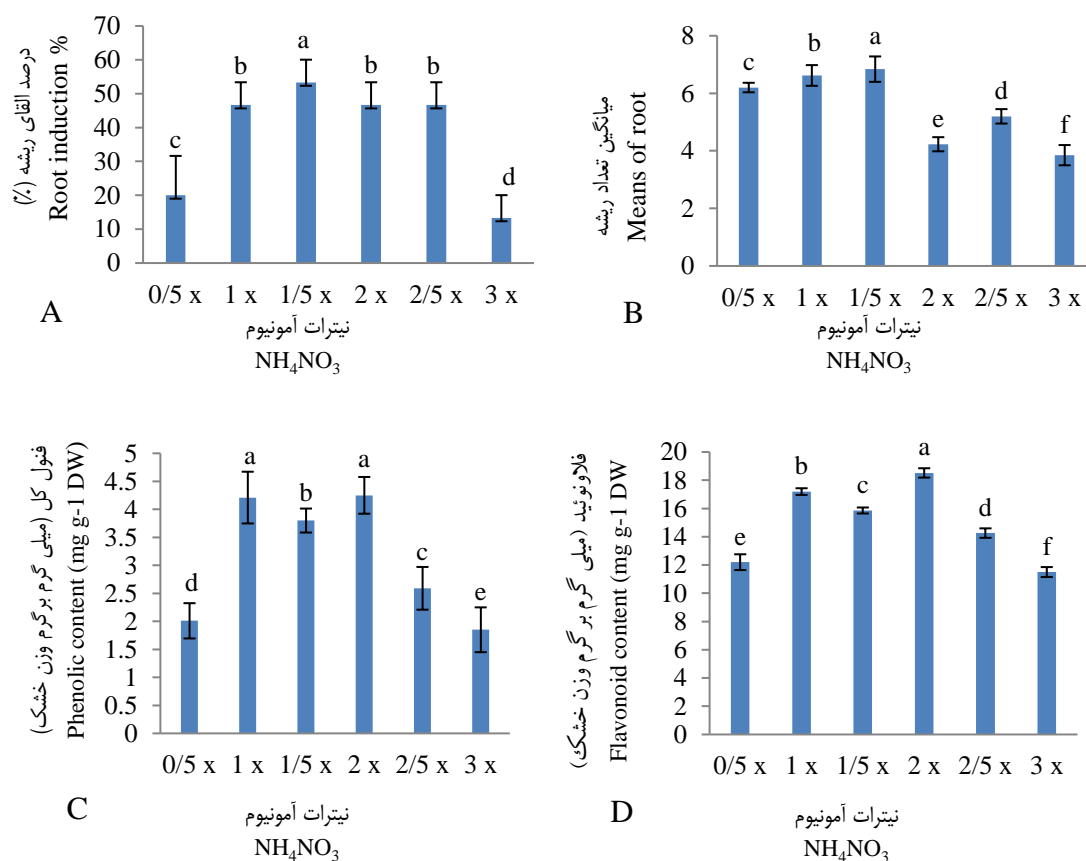 درصد القای ریشه (٪)
Root induction %
70
60
50
40
30
20
10
0
c
b
a
b
b
d
0/5 x 1 x 1/5 x 2 x 2/5 x 3 x
A
نیترات آمونیوم
NH₄NO₃
میانگین تعداد ریشه
Means of root
8
6
4
2
0
c
b
a
e
d
f
0/5 x 1 x 1/5 x 2 x 2/5 x 3 x
B
نیترات آمونیوم
NH₄NO₃
فنول کل (میلی گرم برگرم وزن خشک)
Phenolic content (mg g-1 DW)
5
4.5
4
3.5
3
2.5
2
1.5
1
0.5
0
d
a
b
a
c
e
0/5 x 1 x 1/5 x 2 x 2/5 x 3 x
C
نیترات آمونیوم
NH₄NO₃
فلاونوئید (میلی گرم بر گرم وزن خشک)
Flavonoid content (mg g-1 DW
20
18
16
14
12
10
8
6
4
2
0
e
b
c
a
d
f
0/5 x 1 x 1/5 x 2 x 2/5 x 3 x
D
نیترات آمونیوم
NH₄NO₃